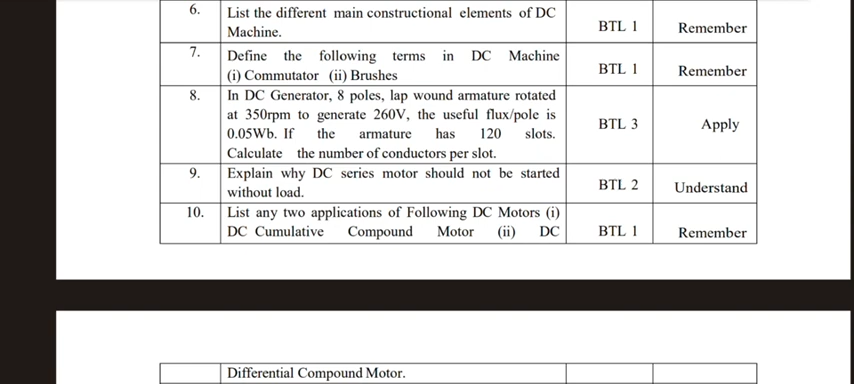 6. List the different main constructional elements of DC BTL 1 Remember
Machine.
7. Define the following terms in DC Machine BTL 1 Remember
(i) Commutator (ii) Brushes
8. In DC Generator, 8 poles, lap wound armature rotated
at 350rpm to generate 260V, the useful flux/pole is BTL 3 Apply
0.05Wb. If the armature has 120 slots.
Calculate the number of conductors per slot.
9. Explain why DC series motor should not be started BTL 2 Understand
without load.
10. List any two applications of Following DC Motors (i)
DC Cumulative Compound Motor (ii) DC BTL 1 Remember
Differential Compound Motor.